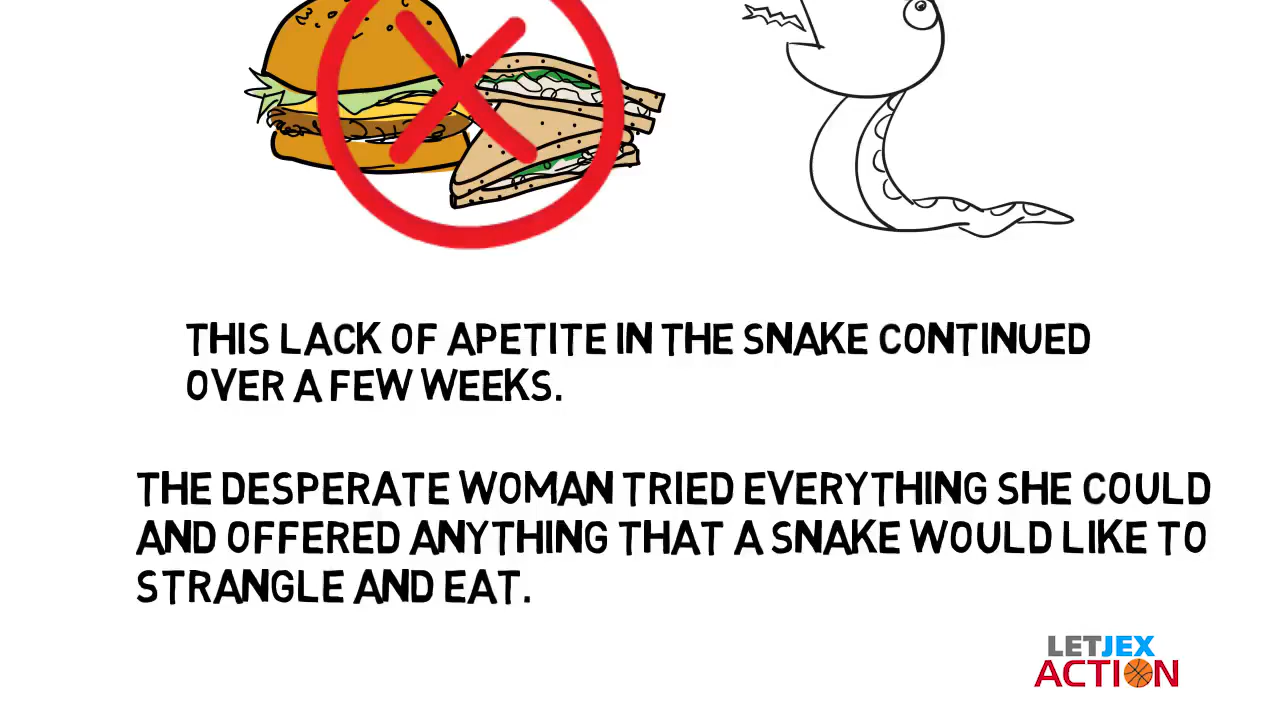 THIS LACK OF APETITE IN THE SNAKE CONTINUED
OVER A FEW WEEKS.
THE DESPERATE WOMAN TRIED EVERYTHING SHE COULD
AND OFFERED ANYTHING THAT A SNAKE WOULD LIKE TO
STRANGLE AND EAT.
LETJEX
ACTION